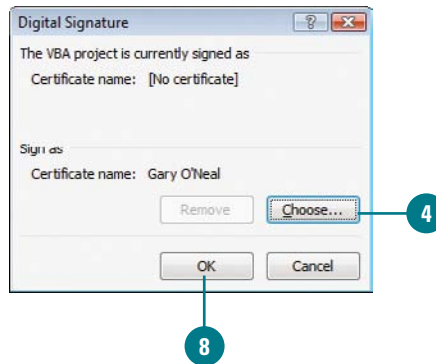 Digital Signature
The VBA project is currently signed as
Certificate name: [No certificate]
Sign as
Certificate name: Gary O'Neal
Remove Choose... 4
OK Cancel
8